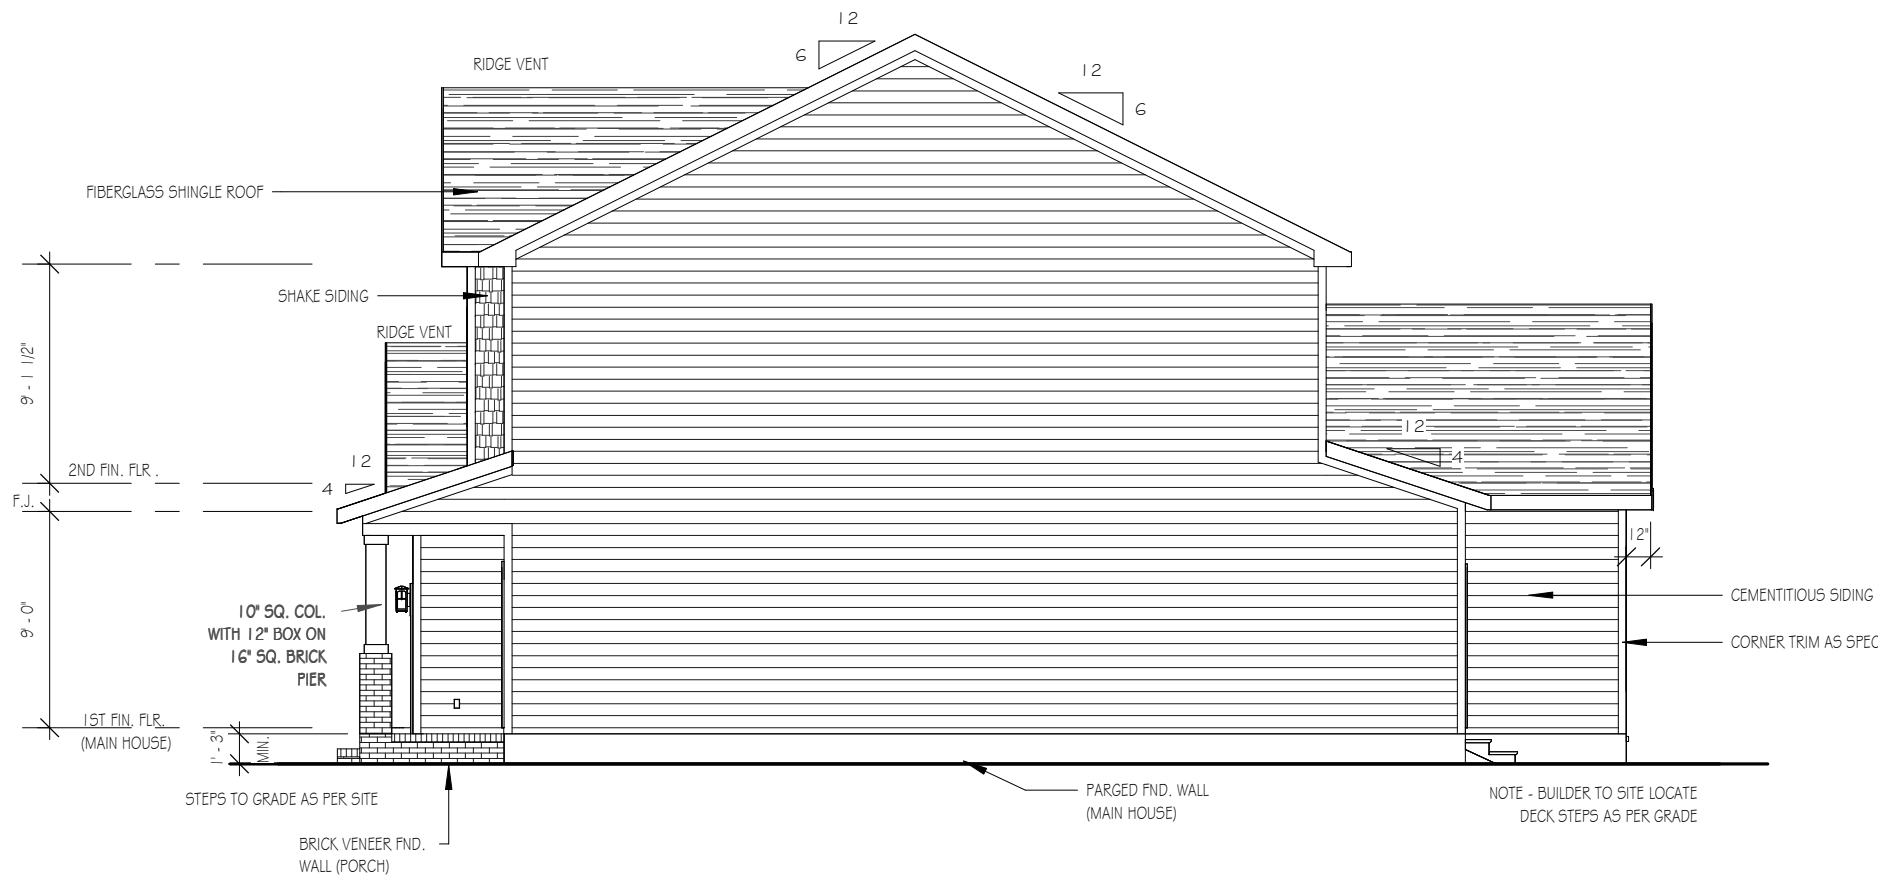 12
6
RIDGE VENT
12
6
FIBERGLASS SHINGLE ROOF
SHAKE SIDING
RIDGE VENT
9' - 1 1/2"
12
4
2ND FIN. FLR .
12
4
F.J.
12"
9' - 0"
10" SQ. COL.
WITH 12" BOX ON
16" SQ. BRICK
PIER
CEMENTITIOUS SIDING
CORNER TRIM AS SPEC
1ST FIN. FLR.
(MAIN HOUSE)
1' - 3"
MIN.
STEPS TO GRADE AS PER SITE
PARGED FND. WALL
(MAIN HOUSE)
NOTE - BUILDER TO SITE LOCATE
DECK STEPS AS PER GRADE
BRICK VENEER FND.
WALL (PORCH)